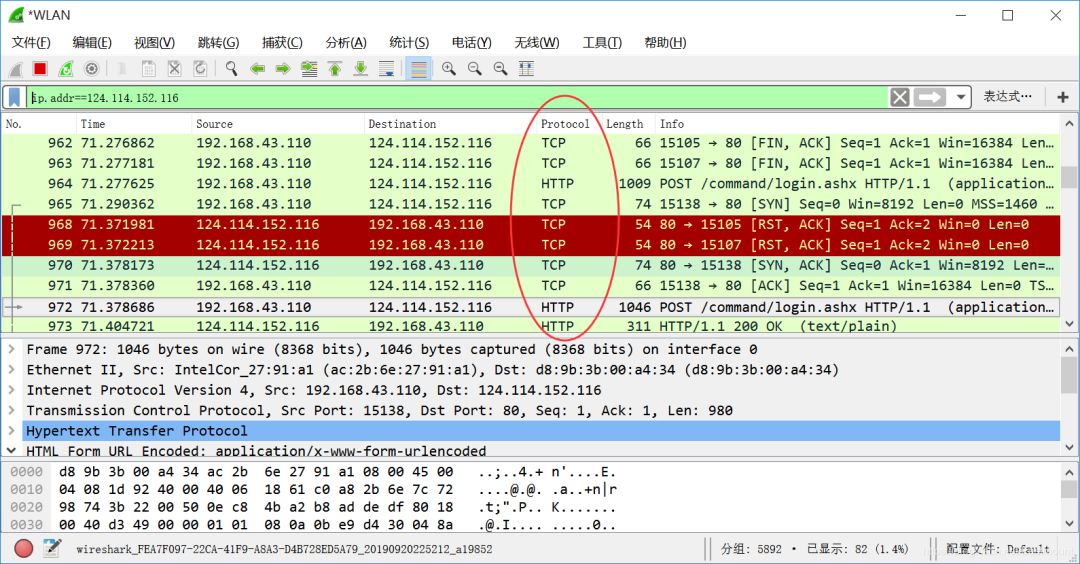 *WLAN
文件(F) 编辑(E) 视图(V) 跳转(G) 捕获(C) 分析(A) 统计(S) 电话(Y) 无线(W) 工具(T) 帮助(H)
ip.addr==124.114.152.116 表达式…
No. Time Source Destination Protocol Length Info
962 71.276862 192.168.43.110 124.114.152.116 TCP 66 15105 → 80 [FIN, ACK] Seq=1 Ack=1 Win=16384 Len…
963 71.277181 192.168.43.110 124.114.152.116 TCP 66 15107 → 80 [FIN, ACK] Seq=1 Ack=1 Win=16384 Len…
964 71.277625 192.168.43.110 124.114.152.116 HTTP 1009 POST /command/login.ashx HTTP/1.1 (application…
965 71.290362 192.168.43.110 124.114.152.116 TCP 74 15138 → 80 [SYN] Seq=0 Win=8192 Len=0 MSS=1460 …
968 71.371981 124.114.152.116 192.168.43.110 TCP 54 80 → 15105 [RST, ACK] Seq=1 Ack=2 Win=0 Len=0
969 71.372213 124.114.152.116 192.168.43.110 TCP 54 80 → 15107 [RST, ACK] Seq=1 Ack=2 Win=0 Len=0
970 71.378173 124.114.152.116 192.168.43.110 TCP 74 80 → 15138 [SYN, ACK] Seq=0 Ack=1 Win=8192 Len=…
971 71.378360 192.168.43.110 124.114.152.116 TCP 66 15138 → 80 [ACK] Seq=1 Ack=1 Win=16384 Len=0 TS…
972 71.378686 192.168.43.110 124.114.152.116 HTTP 1046 POST /command/login.ashx HTTP/1.1 (application…
973 71.404721 124.114.152.116 192.168.43.110 HTTP 311 HTTP/1.1 200 OK (text/plain)
Frame 972: 1046 bytes on wire (8368 bits), 1046 bytes captured (8368 bits) on interface 0
Ethernet II, Src: IntelCor_27:91:a1 (ac:2b:6e:27:91:a1), Dst: d8:9b:3b:00:a4:34 (d8:9b:3b:00:a4:34)
Internet Protocol Version 4, Src: 192.168.43.110, Dst: 124.114.152.116
Transmission Control Protocol, Src Port: 15138, Dst Port: 80, Seq: 1, Ack: 1, Len: 980
Hypertext Transfer Protocol
HTML Form URL Encoded: application/x-www-form-urlencoded
0000 d8 9b 3b 00 a4 34 ac 2b 6e 27 91 a1 08 00 45 00 ..;..4.+ n'....E.
0010 04 08 1d 92 40 00 40 06 18 61 c0 a8 2b 6e 7c 72 ....@.@. .a..+n|r
0020 98 74 3b 22 00 50 0e c8 4b a2 b8 ad de df 80 18 .t;".P.. K.......
0030 00 40 d3 49 00 00 01 01 08 0a 0b e9 d4 30 04 8a .@.I.... .....0..
wireshark_FEA7F097-22CA-41F9-A8A3-D4B728ED5A79_20190920225212_a19852 分组: 5892 · 已显示: 82 (1.4%) 配置文件: Default